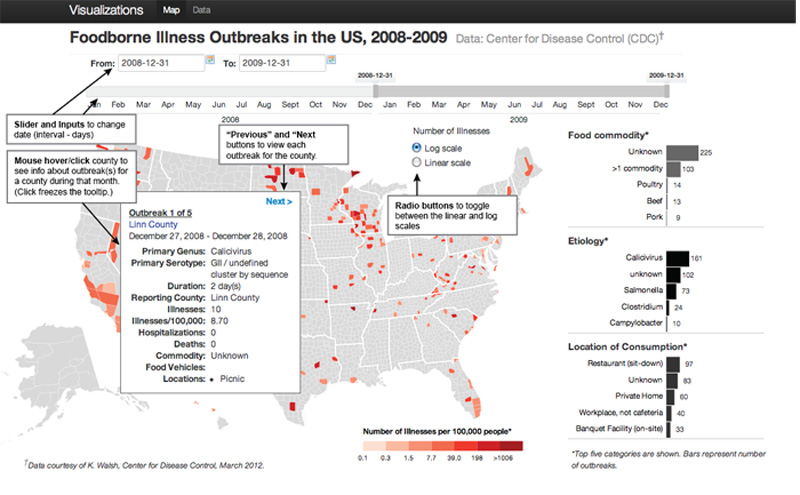 Visualizations Map Data
Foodborne Illness Outbreaks in the US, 2008-2009 Data: Center for Disease Control (CDC)†
From: 2008-12-31 To: 2009-12-31
2008-12-31 2009-12-31
Jan Feb Mar Apr May Jun Jul Aug Sept Oct Nov Dec Jan Feb Mar Apr May Jun Jul Aug Sept Oct Nov Dec
2008 2009
Slider and Inputs to change
date (interval - days)
Mouse hover/click county to
see info about outbreak(s) for
a county during that month.
(Click freezes the tooltip.)
"Previous" and "Next
buttons to view each
outbreak for the county.
Number of Illnesses
Log scale
Linear scale
Radio buttons to toggle
between the linear and log
scales
Next >
Outbreak 1 of 5
Linn County
December 27, 2008 - December 28, 2008
Primary Genus: Calicivirus
Primary Serotype: GII / undefined
cluster by sequence
Duration: 2 day(s)
Reporting County: Linn County
Illnesses: 10
Illnesses/100,000: 8.70
Hospitalizations: 0
Deaths: 0
Commodity: Unknown
Food Vehicles:
Locations: • Picnic
Food commodity*
Unknown 225
>1 commodity 103
Poultry 14
Beef 13
Pork 9
Etiology*
Calicivirus 161
unknown 102
Salmonella 73
Clostridium 24
Campylobacter 10
Location of Consumption*
Restaurant (sit-down) 97
Unknown 83
Private Home 60
Workplace, not cafeteria 40
Banquet Facility (on-site) 33
*Top five categories are shown. Bars represent number
of outbreaks.
Number of Illnesses per 100,000 people*
0.1 0.3 1.5 7.7 39.0 198 >1006
†Data courtesy of K. Walsh, Center for Disease Control, March 2012.